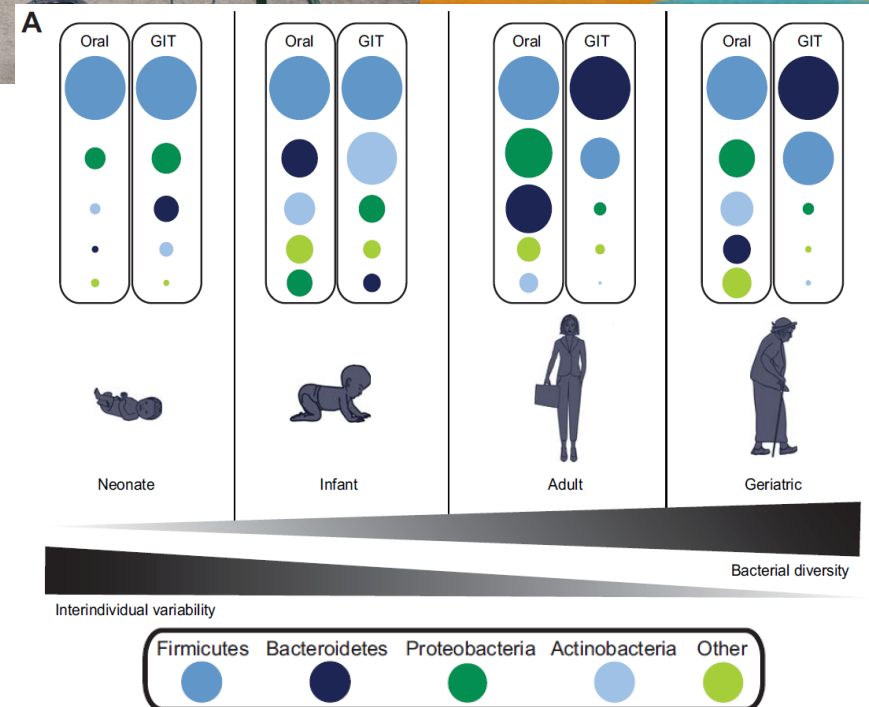 A
Oral GIT Oral GIT Oral GIT Oral GIT
Neonate Infant Adult Geriatric
Bacterial diversity
Interindividual variability
Firmicutes Bacteroidetes Proteobacteria Actinobacteria Other